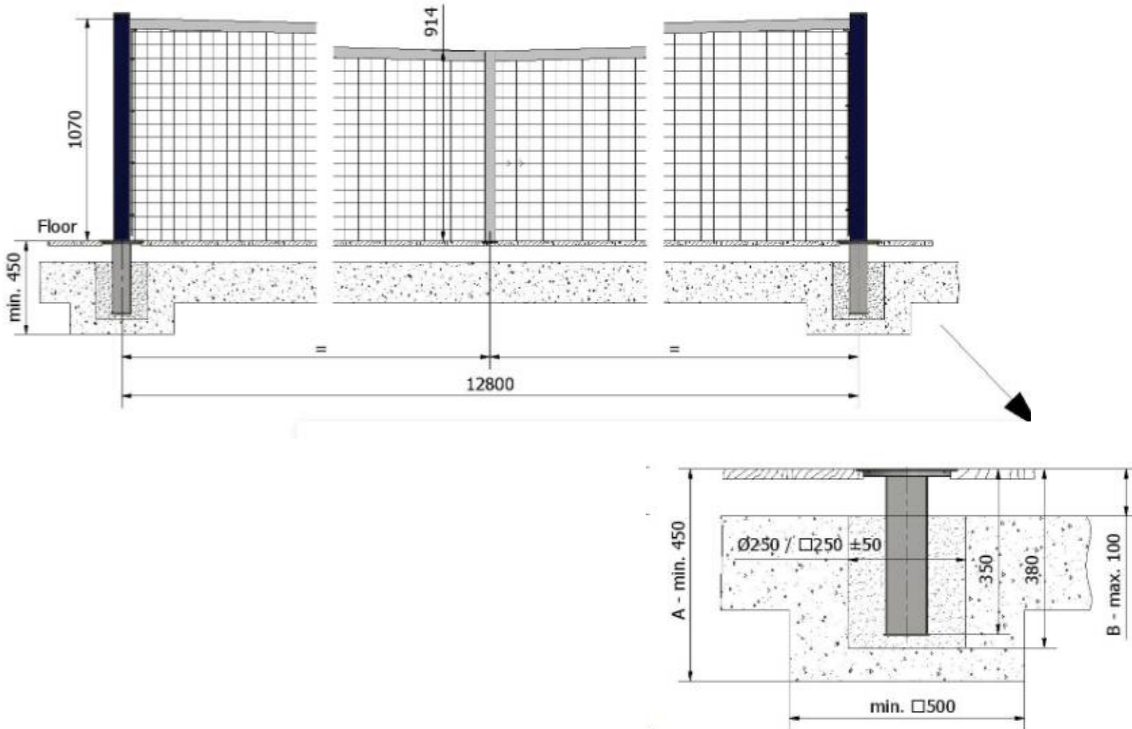 914
1070
Floor
min. 450
=
=
12800
A - min. 450
Ø250 / □250 ±50
350
380
B - max. 100
min. □500